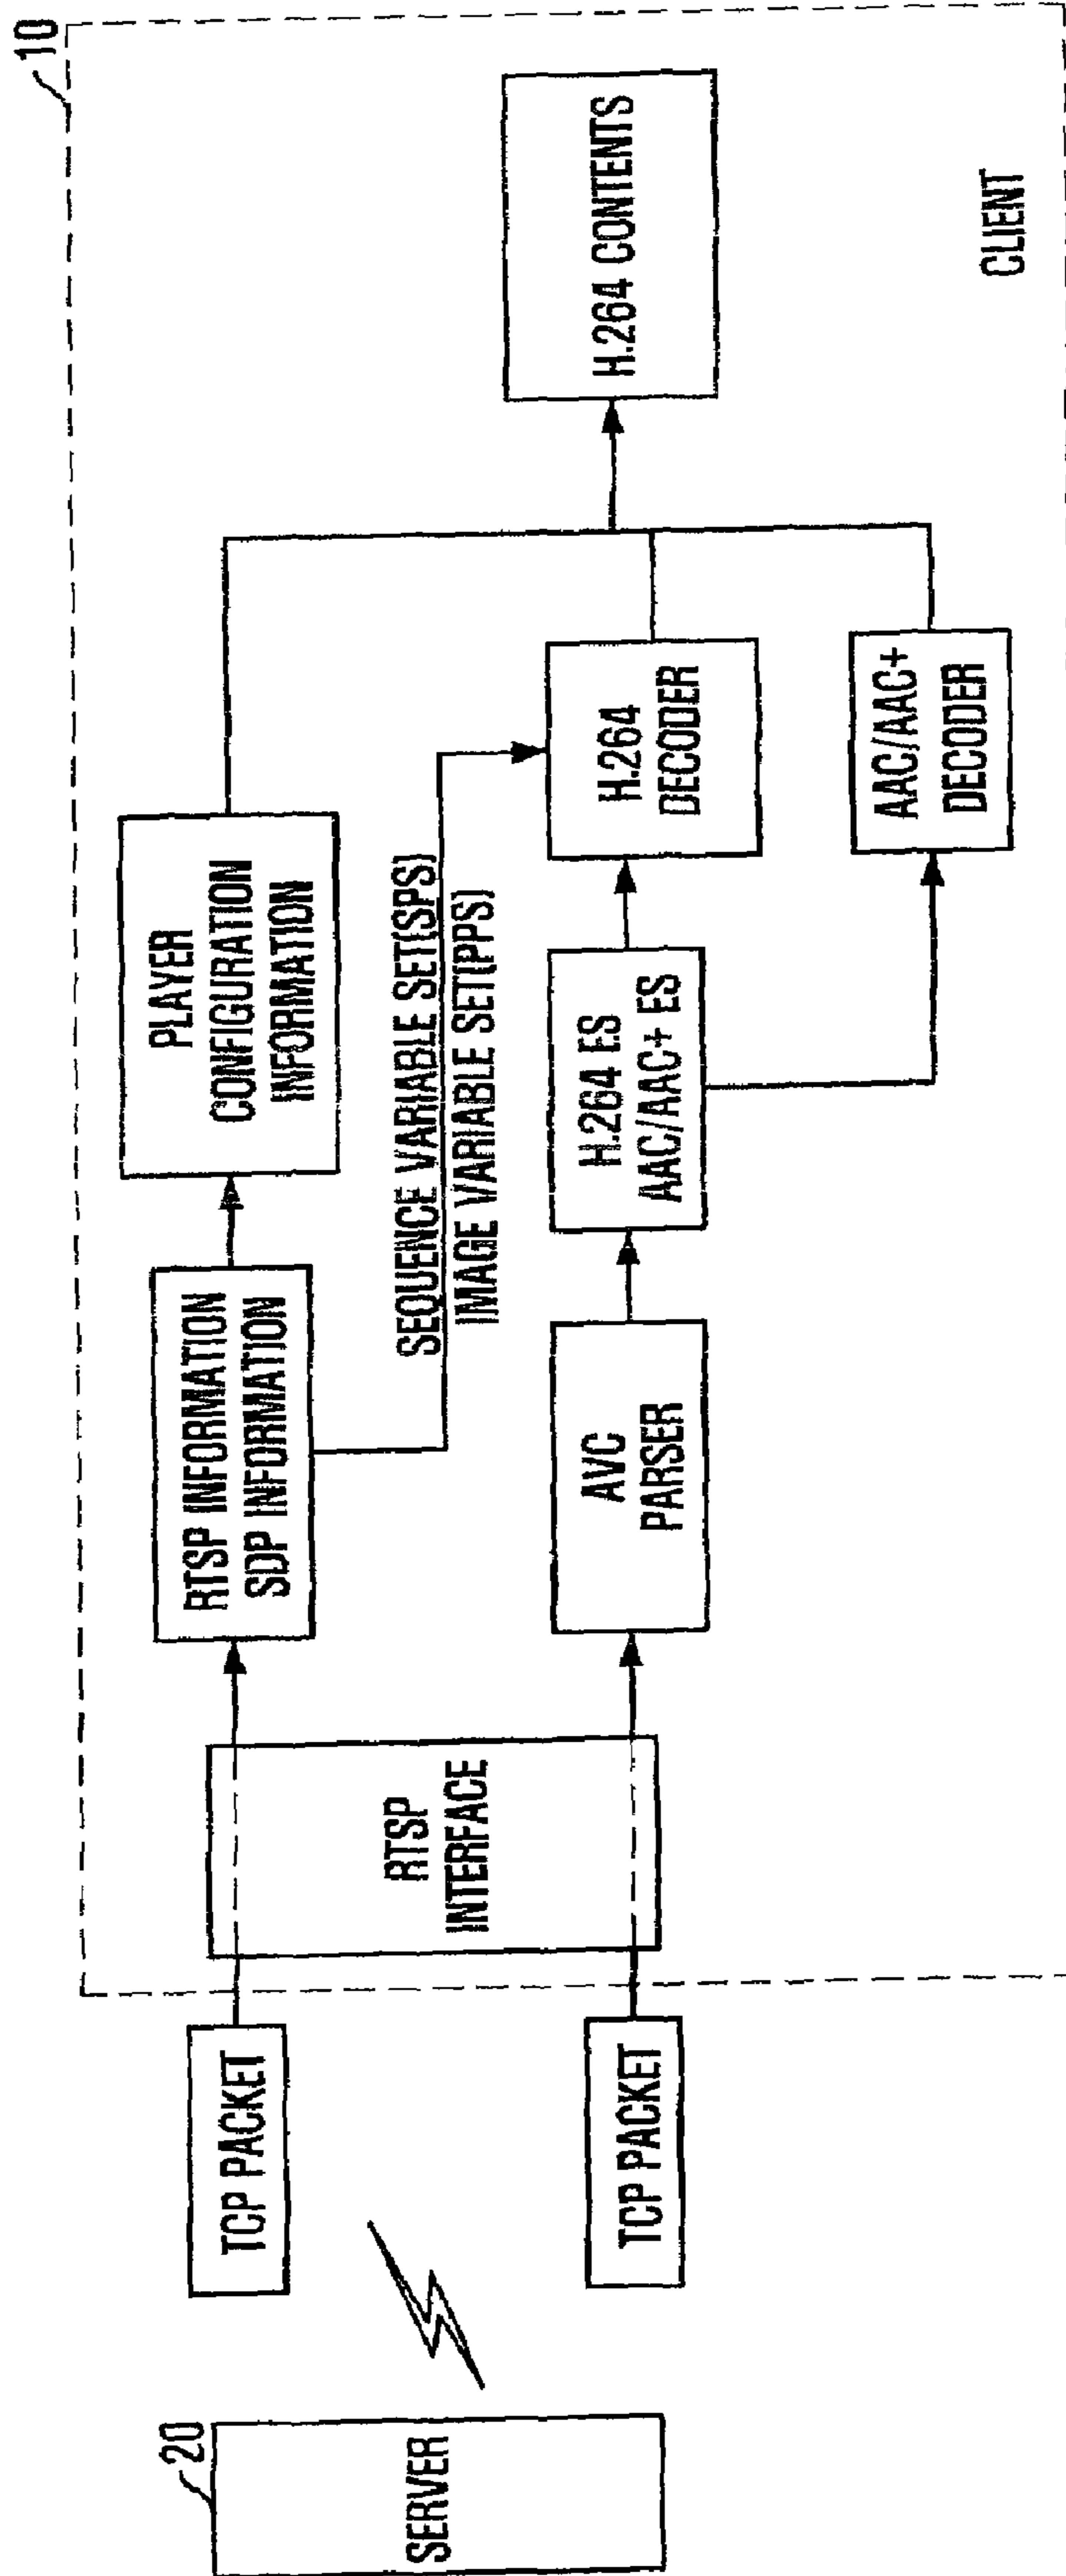 20
SERVER
TCP PACKET
TCP PACKET
10
RTSP
INTERFACE
RTSP INFORMATION
SDP INFORMATION
PLAYER
CONFIGURATION
INFORMATION
SEQUENCE VARIABLE SET(SPS)
IMAGE VARIABLE SET(PPS)
AVC
PARSER
H.264 ES
AAC/AAC+ ES
H.264
DECODER
AAC/AAC+
DECODER
H.264 CONTENTS
CLIENT